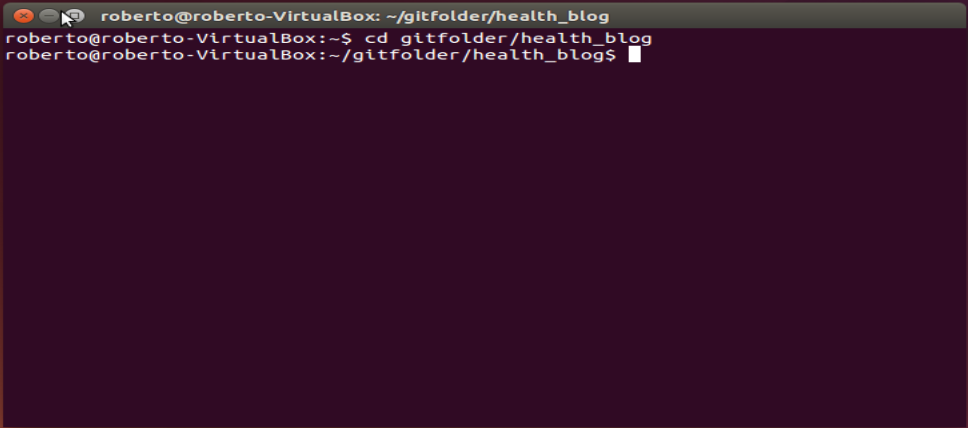 roberto@roberto-VirtualBox: ~/gitfolder/health_blog
roberto@roberto-VirtualBox:~$ cd gitfolder/health_blog
roberto@roberto-VirtualBox:~/gitfolder/health_blog$